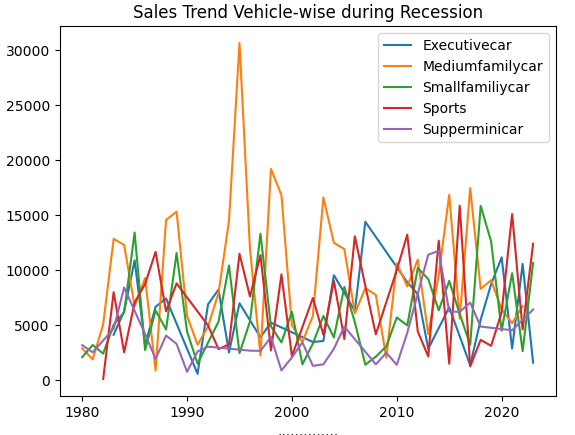 Sales Trend Vehicle-wise during Recession
Executivecar
Mediumfamilycar
Smallfamiliycar
Sports
Supperminicar
30000
25000
20000
15000
10000
5000
0
1980
1990
2000
2010
2020
...............